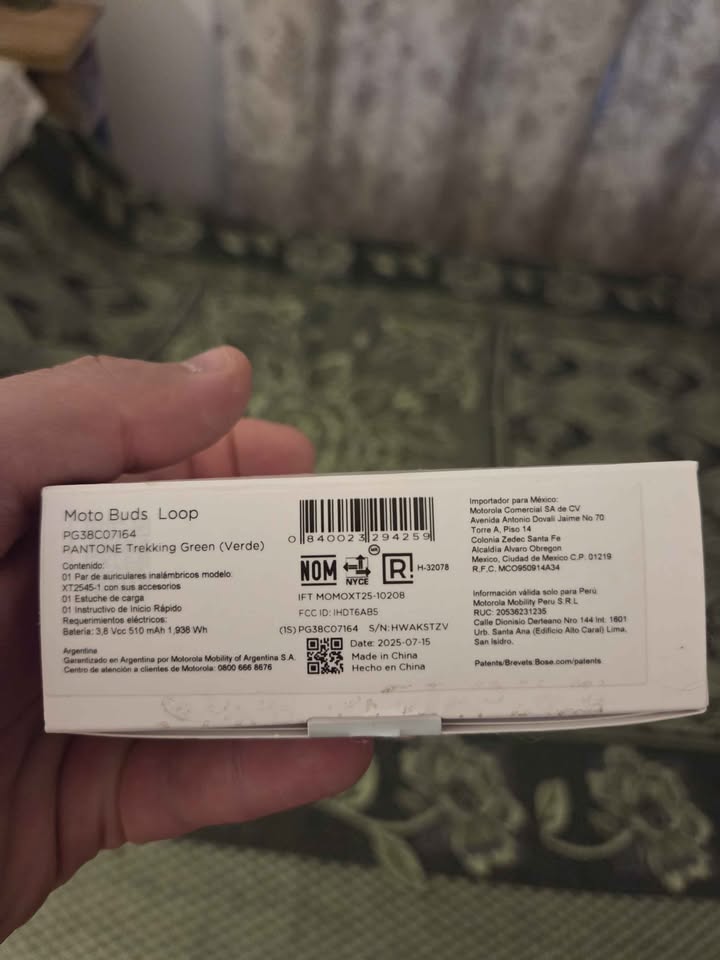 Moto Buds Loop
PG38C07164
PANTONE Trekking Green (Verde)
Contenido:
01 Par de auriculares inalámbricos modelo:
XT2545-1 con sus accesorios
01 Estuche de carga
01 Instructivo de Inicio Rápido
Requerimientos eléctricos:
Batería: 3,8 Vcc 510 mAh 1,938 Wh
Argentina
Garantizado en Argentina por Motorola Mobility of Argentina S.A.
Centro de atención a clientes de Motorola: 0800 666 8676
0 840023 294259
NOM
NYCE
MR
R!
H-32078
IFT MOMOXT25-10208
FCC ID: IHDT6AB5
(1S) PG38C07164 S/N: HWAKSTZV
Date: 2025-07-15
Made in China
Hecho en China
Importador para México:
Motorola Comercial SA de CV
Avenida Antonio Dovali Jaime No 70
Torre A, Piso 14
Colonia Zedec Santa Fe
Alcaldía Alvaro Obregon
Mexico, Ciudad de Mexico C.P. 01219
R.F.C. MCO950914A34
Información válida solo para Perú
Motorola Mobility Peru S.R.L
RUC: 20536231235
Calle Dionisio Derteano Nro 144 Int. 1601
Urb. Santa Ana (Edificio Alto Caral) Lima,
San Isidro.
Patents/Brevets:Bose.com/patents